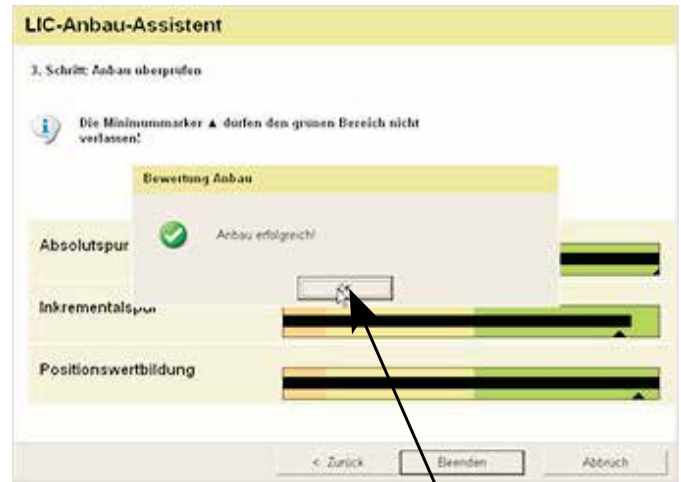 LIC-Anbau-Assistent
3. Schritt: Anbau überprüfen
Die Minimummarker ▲ dürfen den grünen Bereich nicht
verlassen!
Bewertung Anbau
Anbau erfolgreich!
Absolutspur
Inkrementalspur
Positionswertbildung
< Zurück
Beenden
Abbruch